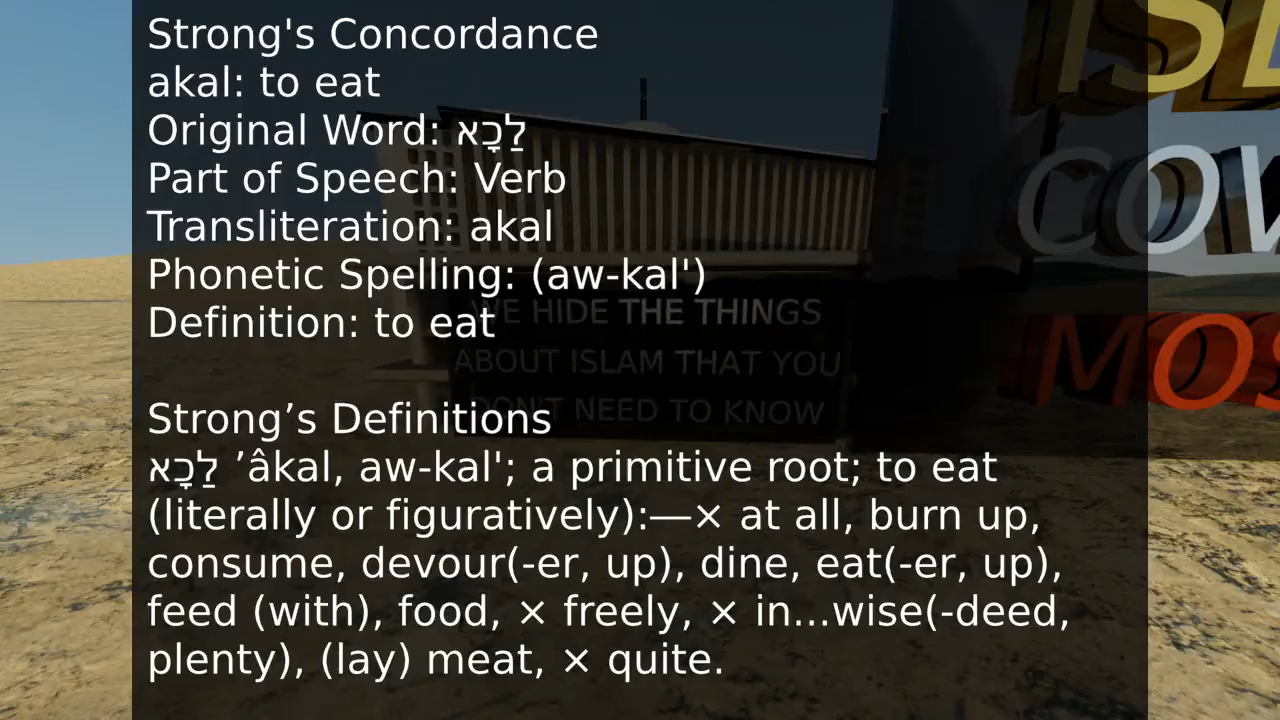 Strong's Concordance
akal: to eat
Original Word: לַכָא
Part of Speech: Verb
Transliteration: akal
Phonetic Spelling: (aw-kal')
Definition: to eat
Strong’s Definitions
לַכָא ’âkal, aw-kal'; a primitive root; to eat
(literally or figuratively):—× at all, burn up,
consume, devour(-er, up), dine, eat(-er, up),
feed (with), food, × freely, × in...wise(-deed,
plenty), (lay) meat, × quite.
WE HIDE THE THINGS
ABOUT ISLAM THAT YOU
DON'T NEED TO KNOW